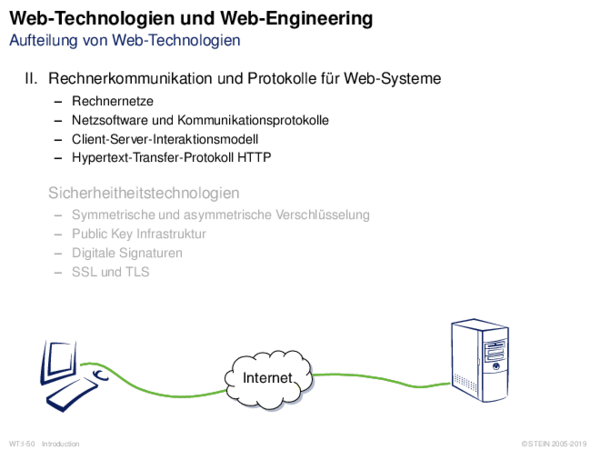 Web-Technologien und Web-Engineering
Aufteilung von Web-Technologien
II. Rechnerkommunikation und Protokolle für Web-Systeme
– Rechnernetze
– Netzsoftware und Kommunikationsprotokolle
– Client-Server-Interaktionsmodell
– Hypertext-Transfer-Protokoll HTTP
Sicherheitheitstechnologien
– Symmetrische und asymmetrische Verschlüsselung
– Public Key Infrastruktur
– Digitale Signaturen
– SSL und TLS
Internet
WT:I-50 Introduction © STEIN 2005-2019